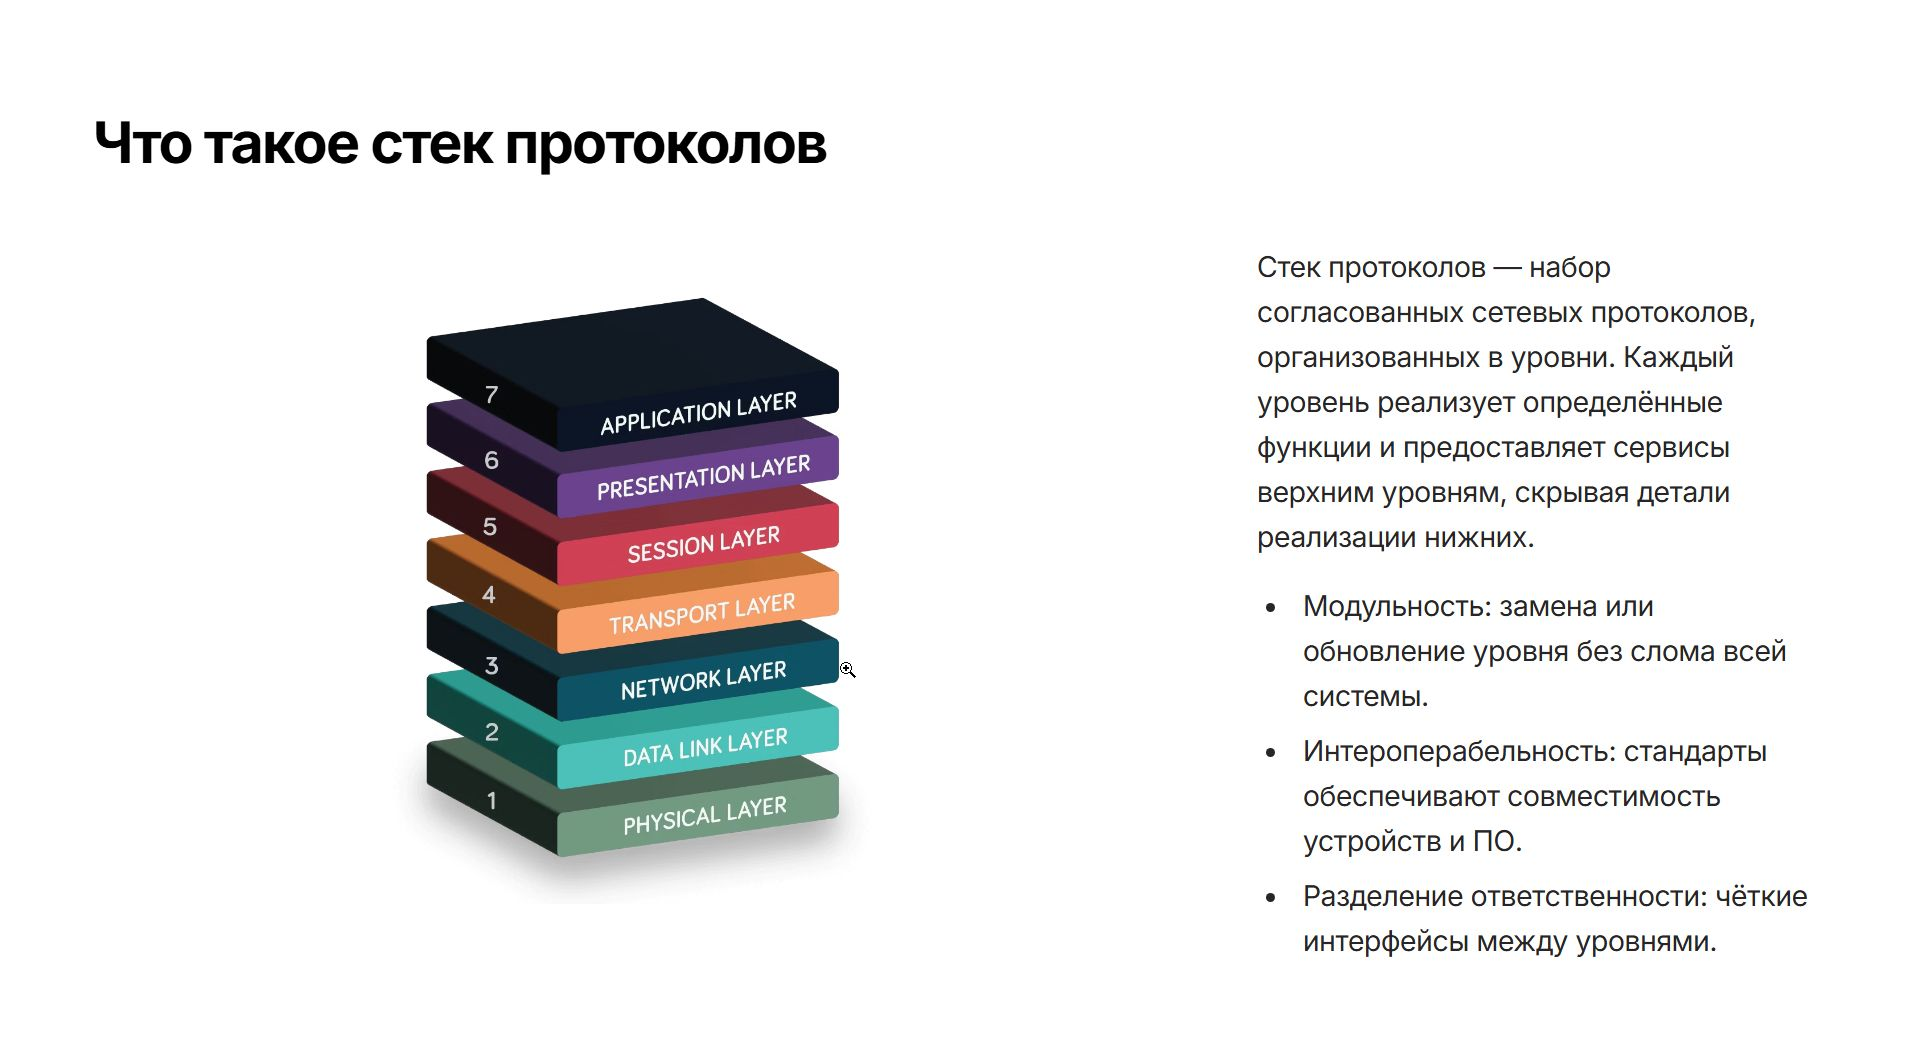 Что такое стек протоколов
7
APPLICATION LAYER
6
PRESENTATION LAYER
5
SESSION LAYER
4
TRANSPORT LAYER
3
NETWORK LAYER
2
DATA LINK LAYER
1
PHYSICAL LAYER
Стек протоколов — набор
согласованных сетевых протоколов,
организованных в уровни. Каждый
уровень реализует определённые
функции и предоставляет сервисы
верхним уровням, скрывая детали
реализации нижних.
• Модульность: замена или
обновление уровня без слома всей
системы.
• Интероперабельность: стандарты
обеспечивают совместимость
устройств и ПО.
• Разделение ответственности: чёткие
интерфейсы между уровнями.